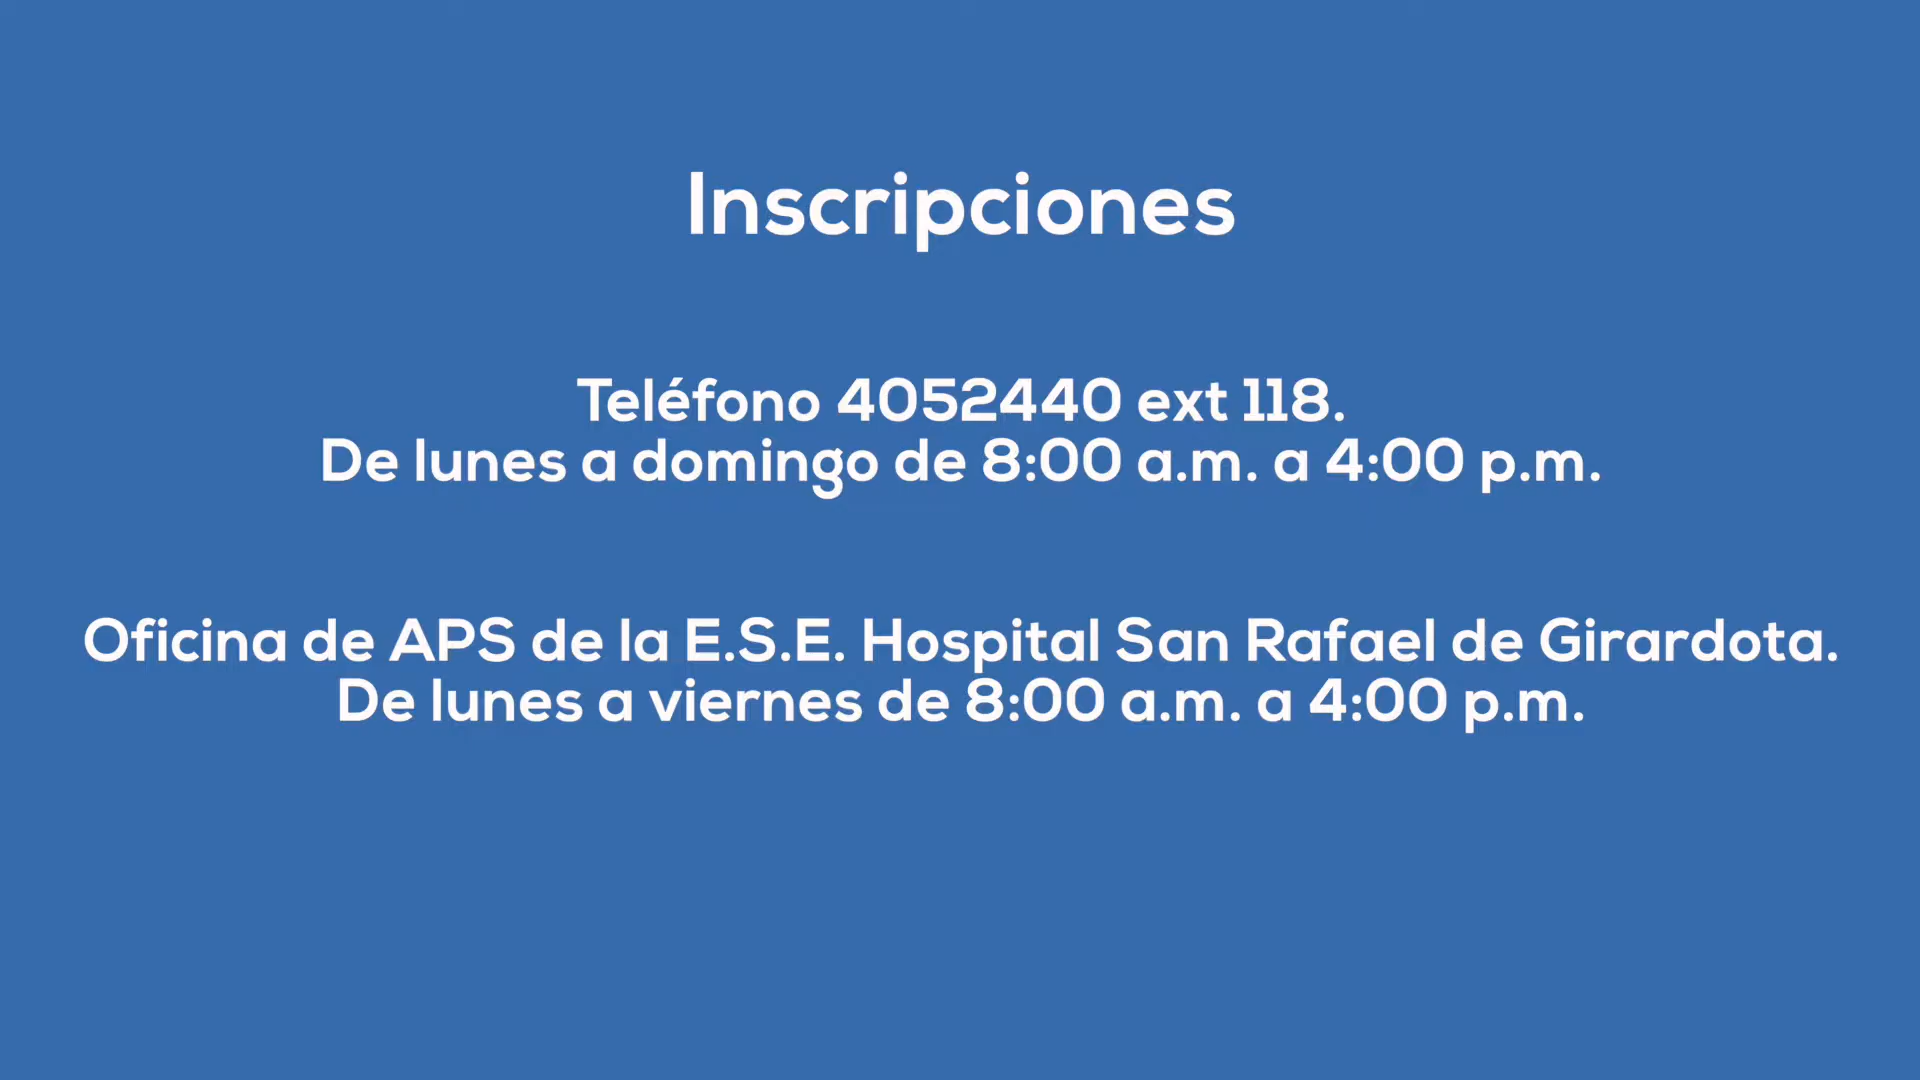 Inscripciones
Teléfono 4052440 ext 118.
De lunes a domingo de 8:00 a.m. a 4:00 p.m.
Oficina de APS de la E.S.E. Hospital San Rafael de Girardota.
De lunes a viernes de 8:00 a.m. a 4:00 p.m.